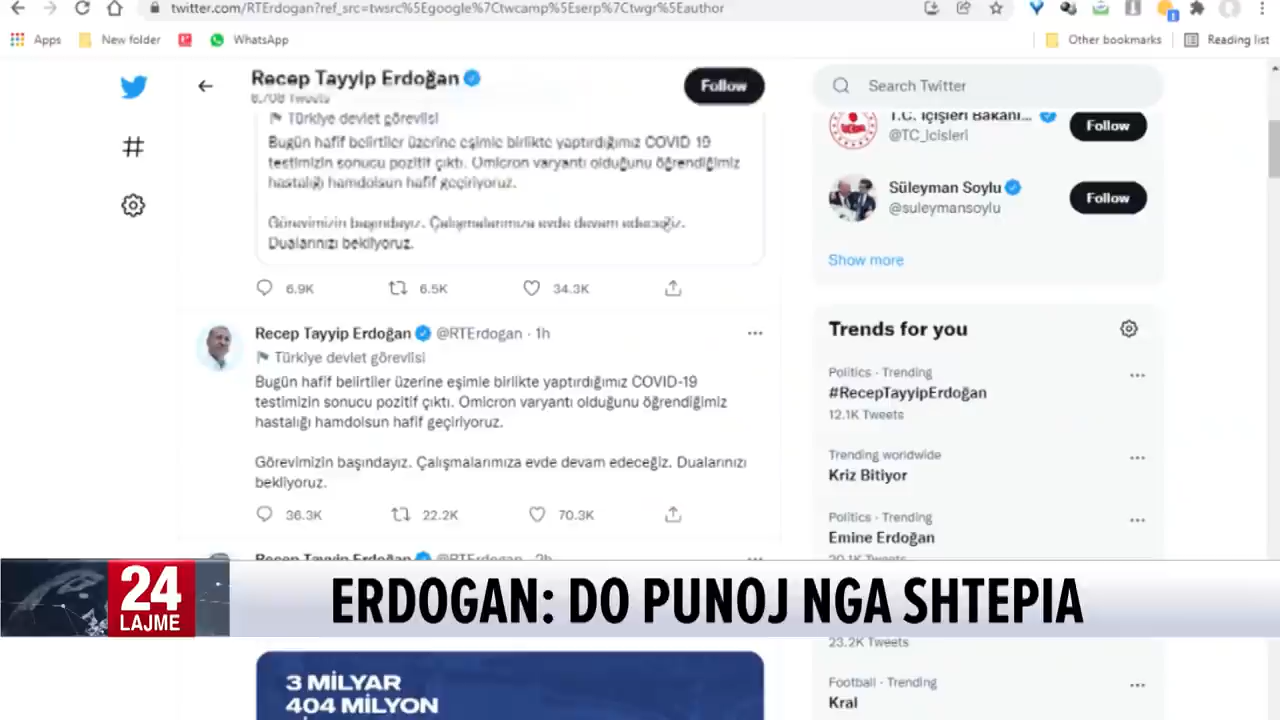 twitter.com/RTErdogan?ref_src=twsrc%5Egoogle%7Ctwcamp%5Eserp%7Ctwgr%5Eauthor
Apps
New folder
WhatsApp
Other bookmarks
Reading list
Recep Tayyip Erdoğan
6,708 Tweets
Follow
Türkiye devlet görevlisi
Bugün hafif belirtiler üzerine eşimle birlikte yaptırdığımız COVID 19
testimizin sonucu pozitif çıktı. Omicron varyantı olduğunu öğrendiğimiz
hastalığı hamdolsun hafif geçiriyoruz.
Görevimizin başındayız. Çalışmalarımıza evde devam edeceğiz.
Dualarınızı bekliyoruz.
6.9K
6.5K
34.3K
Recep Tayyip Erdoğan @RTErdogan · 1h
Türkiye devlet görevlisi
Bugün hafif belirtiler üzerine eşimle birlikte yaptırdığımız COVID-19
testimizin sonucu pozitif çıktı. Omicron varyantı olduğunu öğrendiğimiz
hastalığı hamdolsun hafif geçiriyoruz.
Görevimizin başındayız. Çalışmalarımıza evde devam edeceğiz. Dualarınızı
bekliyoruz.
36.3K
22.2K
70.3K
Recep Tayyip Erdoğan @RTErdogan · 2h
3 MİLYAR
404 MİLYON
Search Twitter
T.C. İçişleri Bakanı...
@TC_icisleri
Follow
Süleyman Soylu
@suleymansoylu
Follow
Show more
Trends for you
Politics · Trending
#RecepTayyipErdoğan
12.1K Tweets
Trending worldwide
Kriz Bitiyor
Politics · Trending
Emine Erdoğan
20.1K Tweets
23.2K Tweets
Football · Trending
Kral
24
LAJME
ERDOGAN: DO PUNOJ NGA SHTEPIA